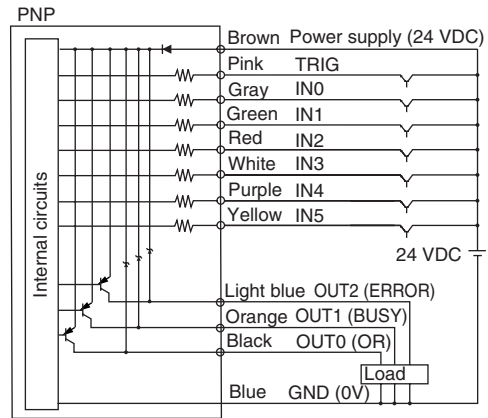 PNP
Brown Power supply (24 VDC)
Pink TRIG
Gray IN0
Green IN1
Red IN2
White IN3
Purple IN4
Yellow IN5
Internal circuits
24 VDC
Light blue OUT2 (ERROR)
Orange OUT1 (BUSY)
Black OUT0 (OR)
Load
Blue GND (0V)